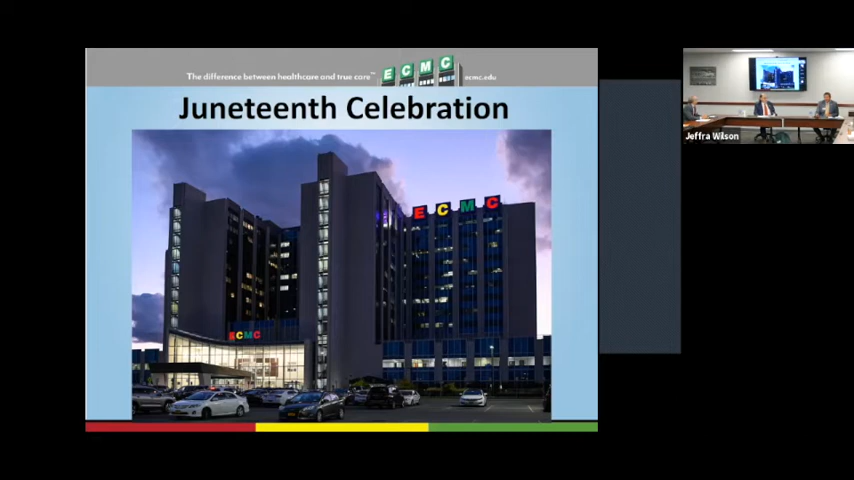 The difference between healthcare and true care™
ECMC
ecmc.edu
Juneteenth Celebration
ECMC
ECMC
Jeffra Wilson